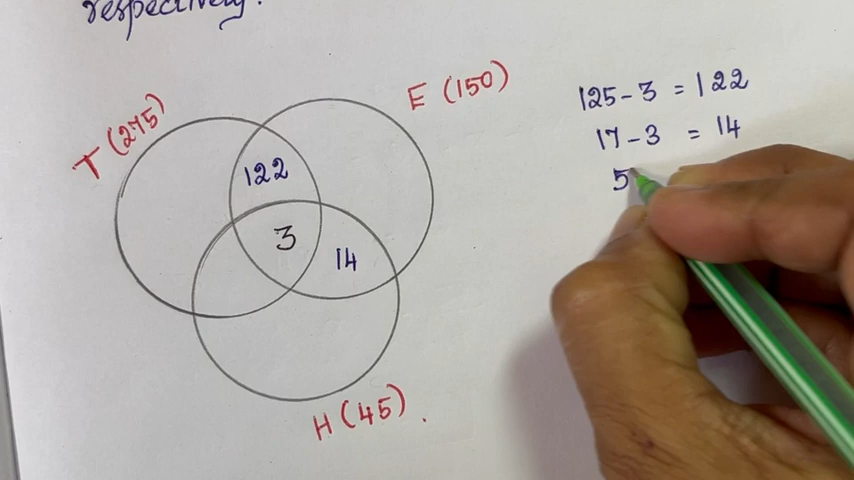 respectively.
E (150)
T (275)
125 - 3 = 122
17 - 3 = 14
5
122
3
14
H (45).